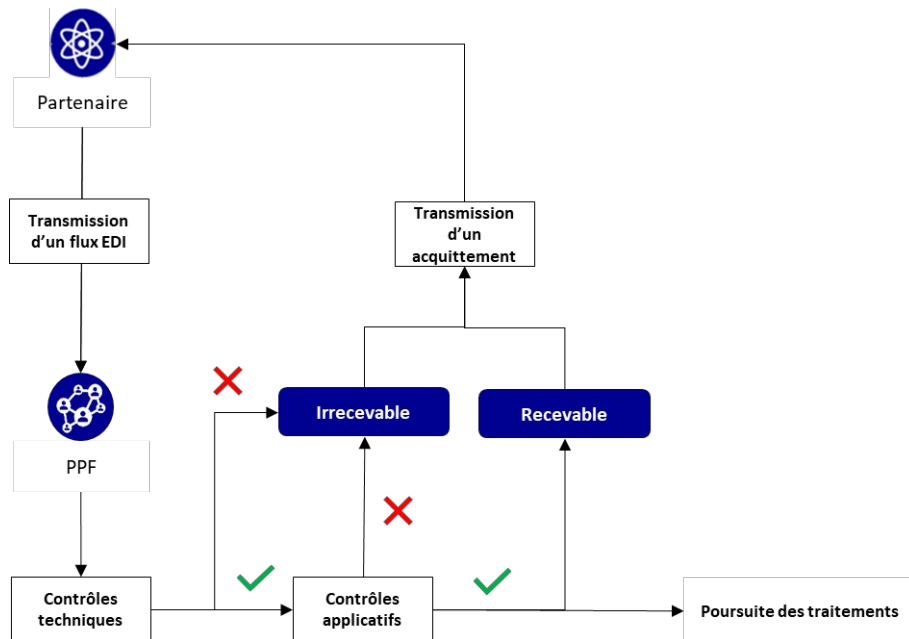 Partenaire
Transmission
d'un flux EDI
Transmission
d'un
acquittement
Irrecevable
Recevable
PPF
Contrôles
techniques
Contrôles
applicatifs
Poursuite des traitements